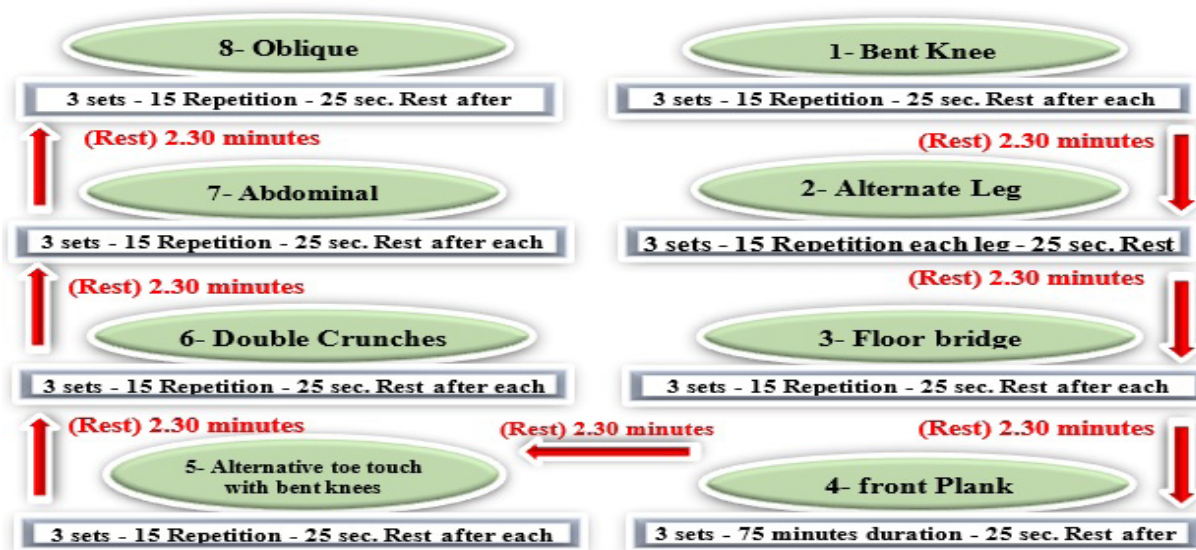 8- Oblique
3 sets - 15 Repetition - 25 sec. Rest after
(Rest) 2.30 minutes
7- Abdominal
3 sets - 15 Repetition - 25 sec. Rest after each
(Rest) 2.30 minutes
6- Double Crunches
3 sets - 15 Repetition - 25 sec. Rest after each
(Rest) 2.30 minutes
5- Alternative toe touch
with bent knees
3 sets - 15 Repetition - 25 sec. Rest after each
(Rest) 2.30 minutes
1- Bent Knee
3 sets - 15 Repetition - 25 sec. Rest after each
(Rest) 2.30 minutes
2- Alternate Leg
3 sets - 15 Repetition each leg - 25 sec. Rest
(Rest) 2.30 minutes
3- Floor bridge
3 sets - 15 Repetition - 25 sec. Rest after each
(Rest) 2.30 minutes
4- front Plank
3 sets - 75 minutes duration - 25 sec. Rest after